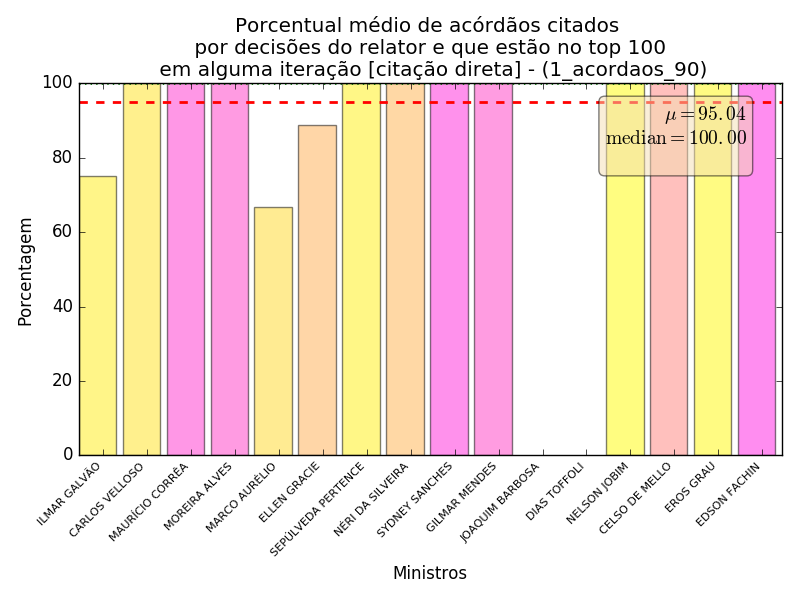 Porcentual médio de acórdãos citados
por decisões do relator e que estão no top 100
em alguma iteração [citação direta] - (1_acordaos_90)
100
80
60
40
20
0
Porcentagem
μ = 95.04
median = 100.00
ILMAR GALVÃO
CARLOS VELLOSO
MAURÍCIO CORRÊA
MOREIRA ALVES
MARCO AURÉLIO
ELLEN GRACIE
SEPÚLVEDA PERTENCE
NÉRI DA SILVEIRA
SYDNEY SANCHES
GILMAR MENDES
JOAQUIM BARBOSA
DIAS TOFFOLI
NELSON JOBIM
CELSO DE MELLO
EROS GRAU
EDSON FACHIN
Ministros